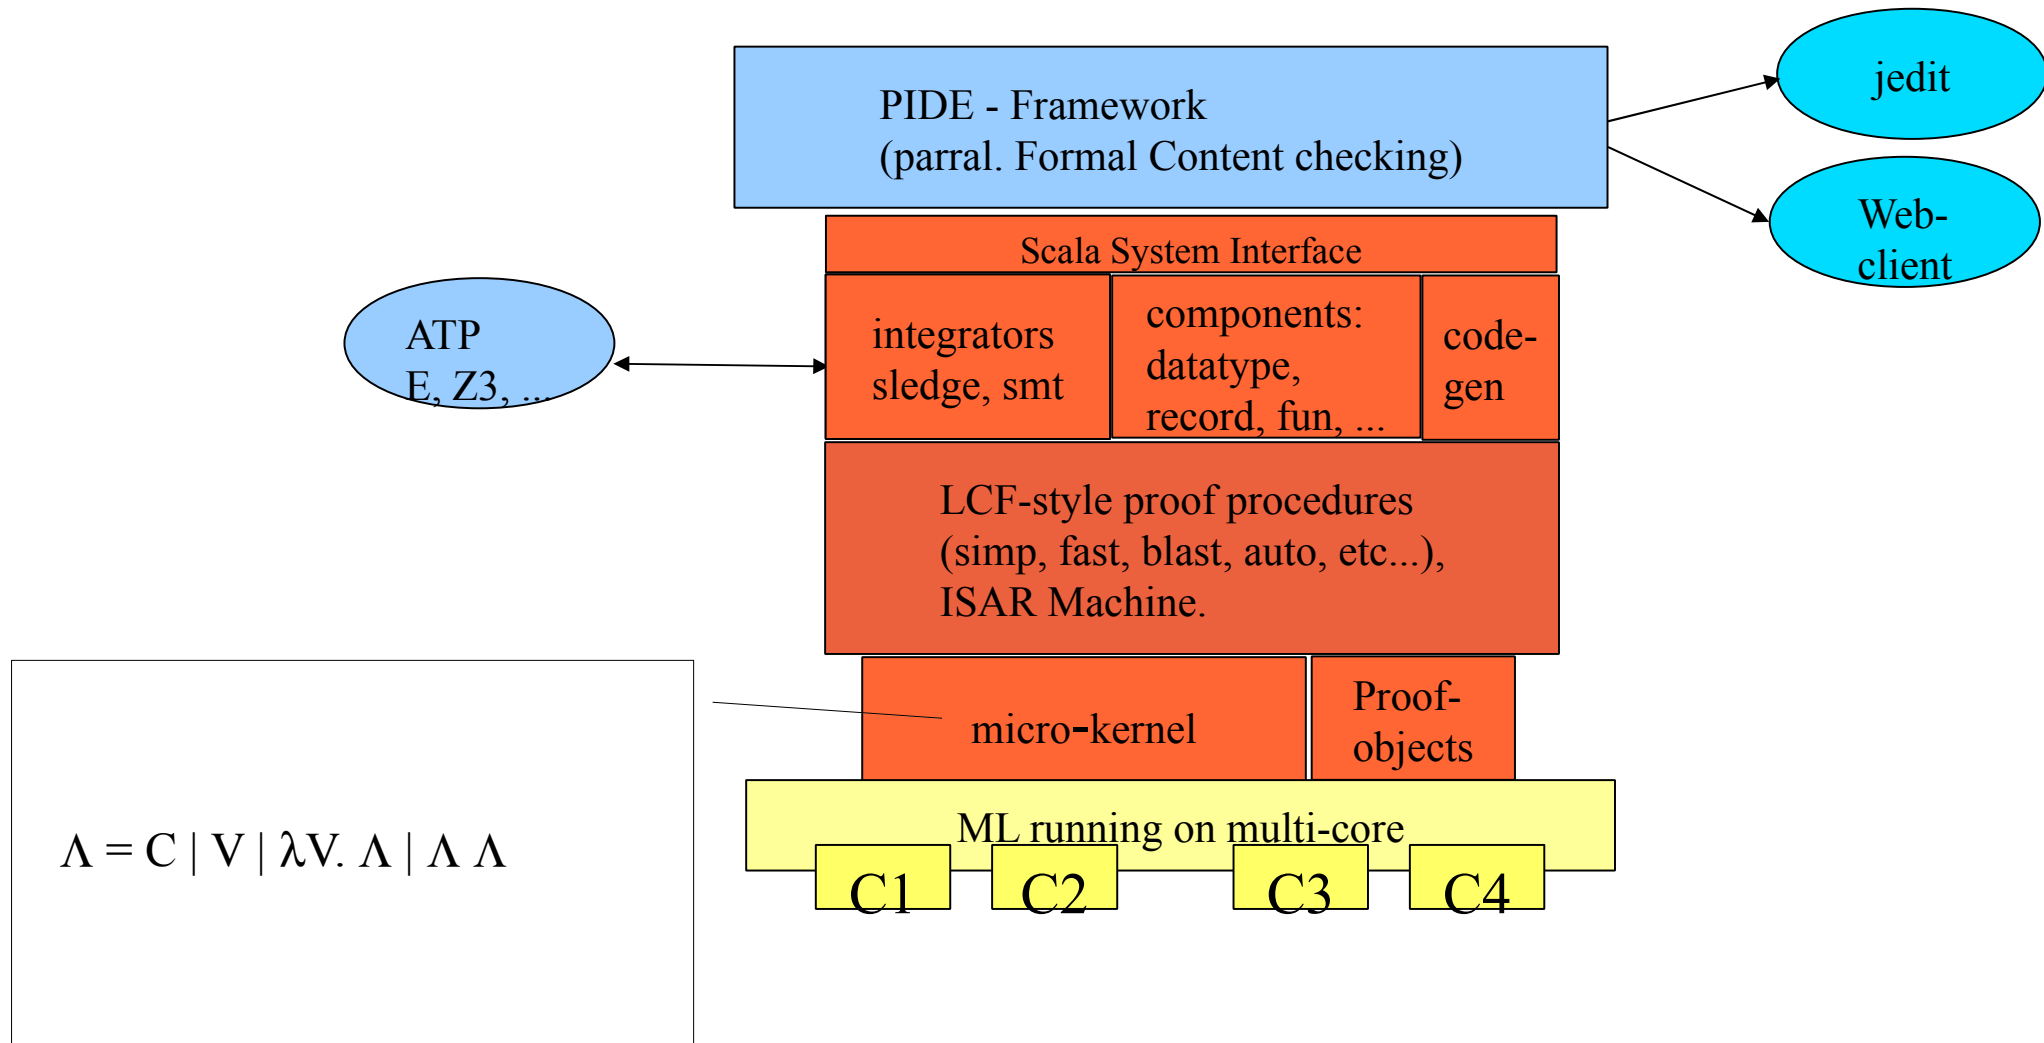 PIDE - Framework
(parral. Formal Content checking)
jedit
Web-
client
Scala System Interface
ATP
E, Z3, ...
integrators
sledge, smt
components:
datatype,
record, fun, ...
code-
gen
LCF-style proof procedures
(simp, fast, blast, auto, etc...),
ISAR Machine.
micro-kernel
Proof-
objects
Λ = C | V | λV. Λ | Λ Λ
ML running on multi-core
C1
C2
C3
C4